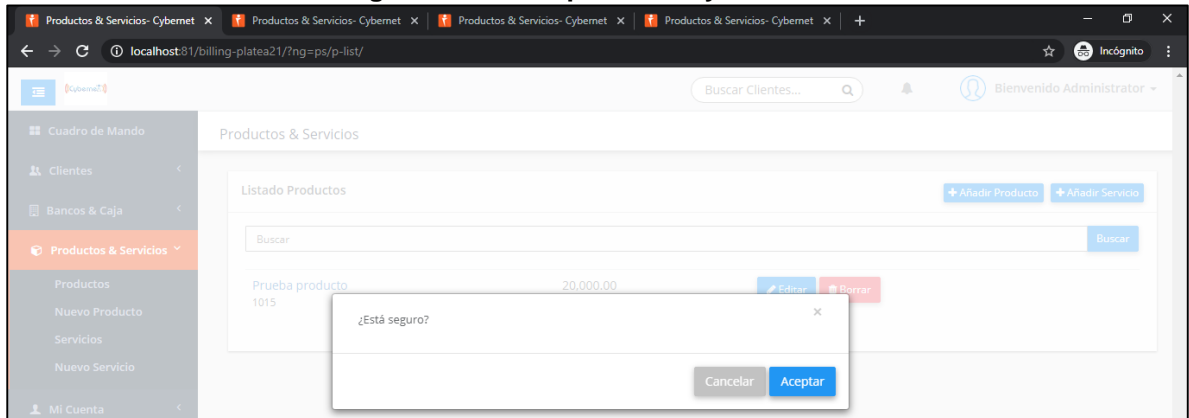 Productos & Servicios- Cybernet
Productos & Servicios- Cybernet
Productos & Servicios- Cybernet
Productos & Servicios- Cybernet
localhost:81/billing-platea21/?ng=ps/p-list/
Incógnito
Cybernet
Buscar Clientes...
Bienvenido Administrator
Cuadro de Mando
Productos & Servicios
Clientes
Listado Productos
Añadir Producto
Añadir Servicio
Bancos & Caja
Buscar
Buscar
Productos & Servicios
Prueba producto
20,000.00
Editar
Borrar
Productos
1015
Nuevo Producto
¿Está seguro?
Servicios
Nuevo Servicio
Cancelar
Aceptar
Mi Cuenta